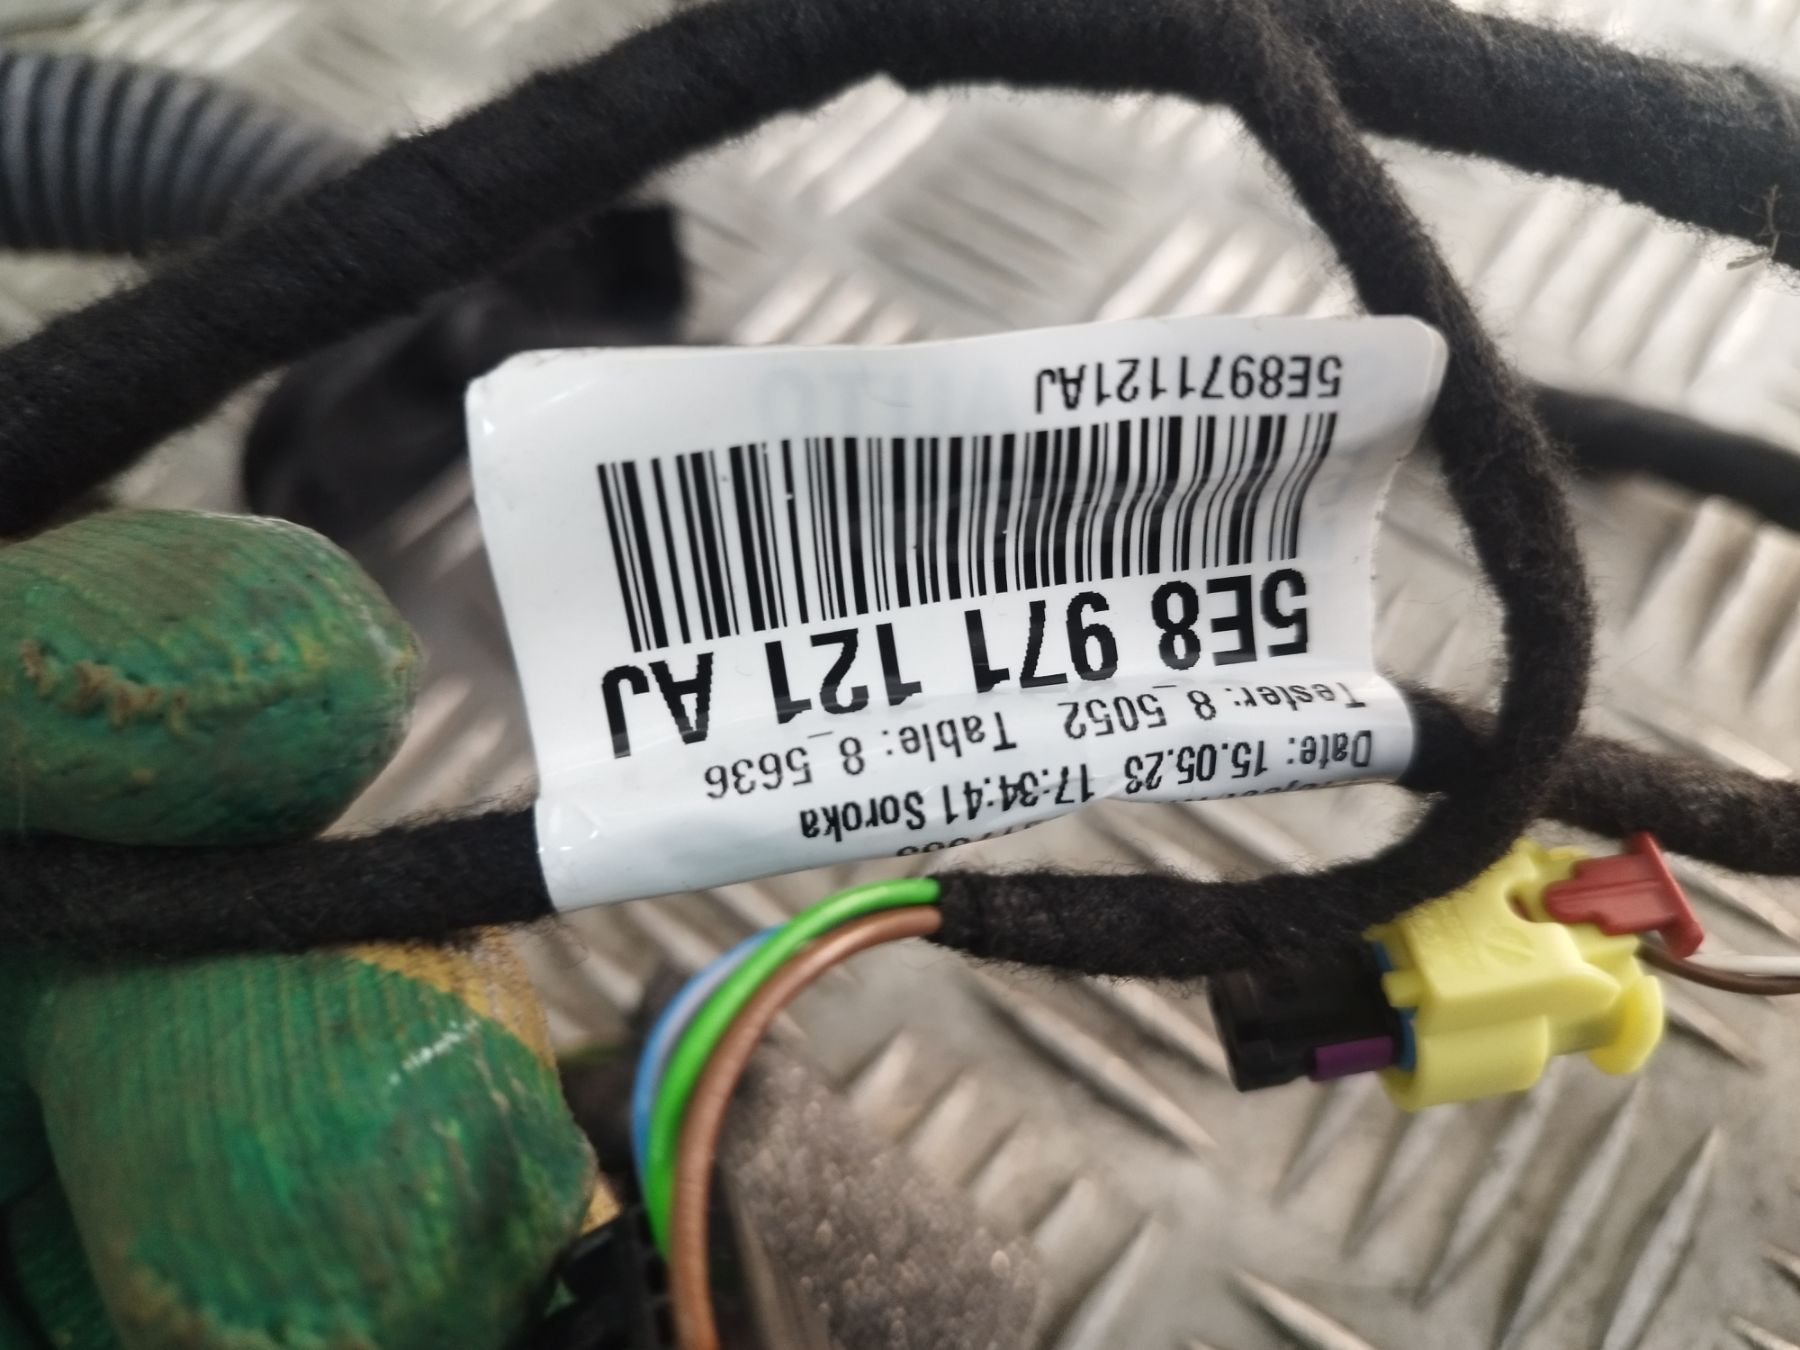 Date: 15.05.23 17:34:41 Soroka
Tester: 8_5052 Table: 8_5636
5E8 971 121 AJ
5E8971121AJ